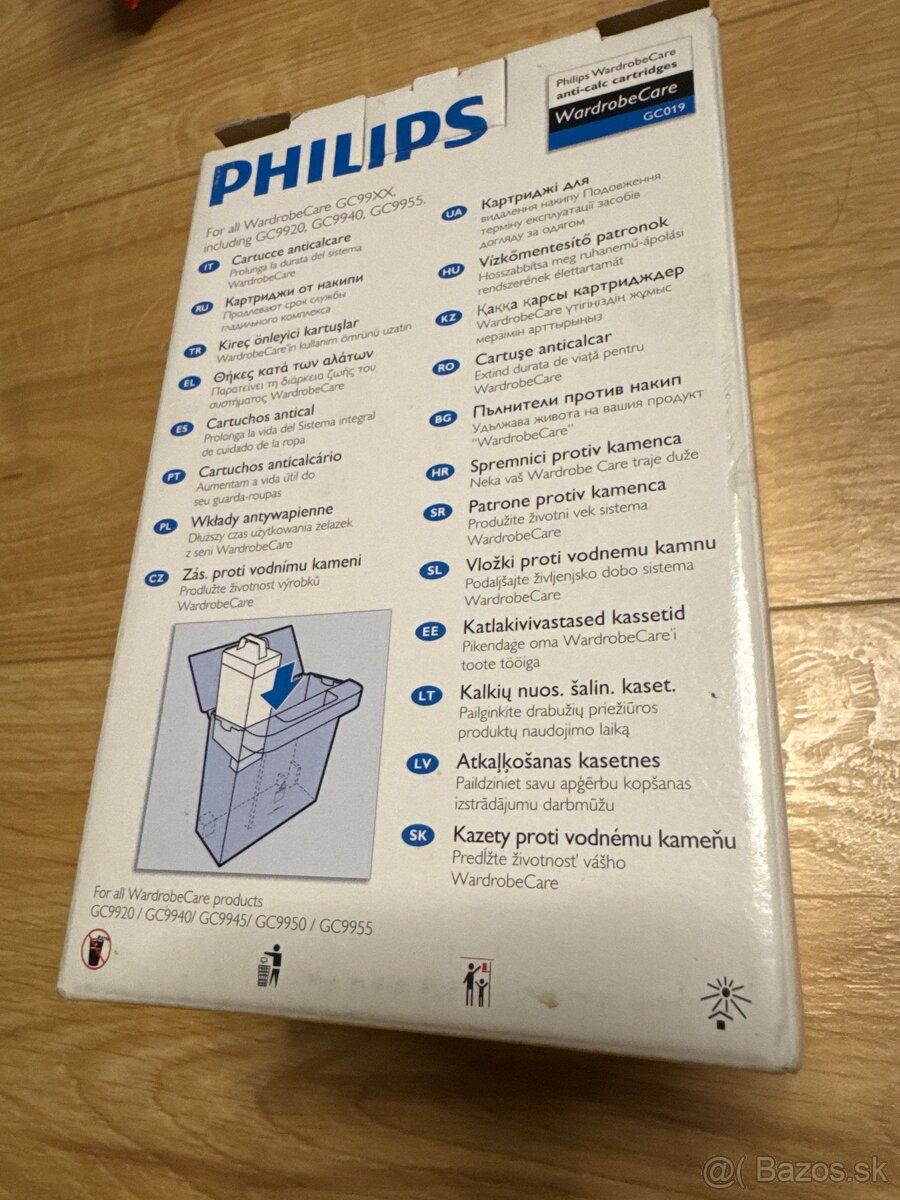 PHILIPS
Philips WardrobeCare
anti-calc cartridges
WardrobeCare
GC019
For all WardrobeCare GC99XX,
including GC9920, GC9940, GC9955.
IT Cartucce anticalcare
Prolunga la durata del sistema
WardrobeCare
RU Картриджи от накипи
Продлевают срок службы
гладильного комплекса
TR Kireç önleyici kartuşlar
WardrobeCare'in kullanım ömrünü uzatın
EL Θήκες κατά των αλάτων
Παρατείνει τη διάρκεια ζωής του
συστήματος WardrobeCare
ES Cartuchos antical
Prolonga la vida del Sistema integral
de cuidado de la ropa
PT Cartuchos anticalcário
Aumentam a vida útil do
seu guarda-roupas
PL Wkłady antywapienne
Dłuższy czas użytkowania żelazek
z serii WardrobeCare
CZ Zás. proti vodnímu kameni
Prodlužte životnost výrobků
WardrobeCare
UA Картриджі для
видалення накипу Подовження
терміну експлуатації засобів
догляду за одягом
HU Vízkőmentesítő patronok
Hosszabbítsa meg ruhanemű-ápolási
rendszerének élettartamát
KZ Қаққа қарсы картридждер
WardrobeCare үтігіңіздің жұмыс
мерзімін арттырыңыз
RO Cartuşe anticalcar
Extind durata de viaţă pentru
WardrobeCare
BG Пълнители против накип
Удължава живота на вашия продукт
"WardrobeCare"
HR Spremnici protiv kamenca
Neka vaš Wardrobe Care traje duže
SR Patrone protiv kamenca
Produžite životni vek sistema
WardrobeCare
SL Vložki proti vodnemu kamnu
Podaljšajte življenjsko dobo sistema
WardrobeCare
EE Katlakivivastased kassetid
Pikendage oma WardrobeCare'i
toote tööiga
LT Kalkių nuos. šalin. kaset.
Pailginkite drabužių priežiūros
produktų naudojimo laiką
LV Atkaļķošanas kasetnes
Paildziniet savu apģērbu kopšanas
izstrādājumu darbmūžu
SK Kazety proti vodnému kameňu
Predĺžte životnosť vášho
WardrobeCare
For all WardrobeCare products
GC9920 / GC9940/ GC9945/ GC9950 / GC9955
@( Bazos.sk